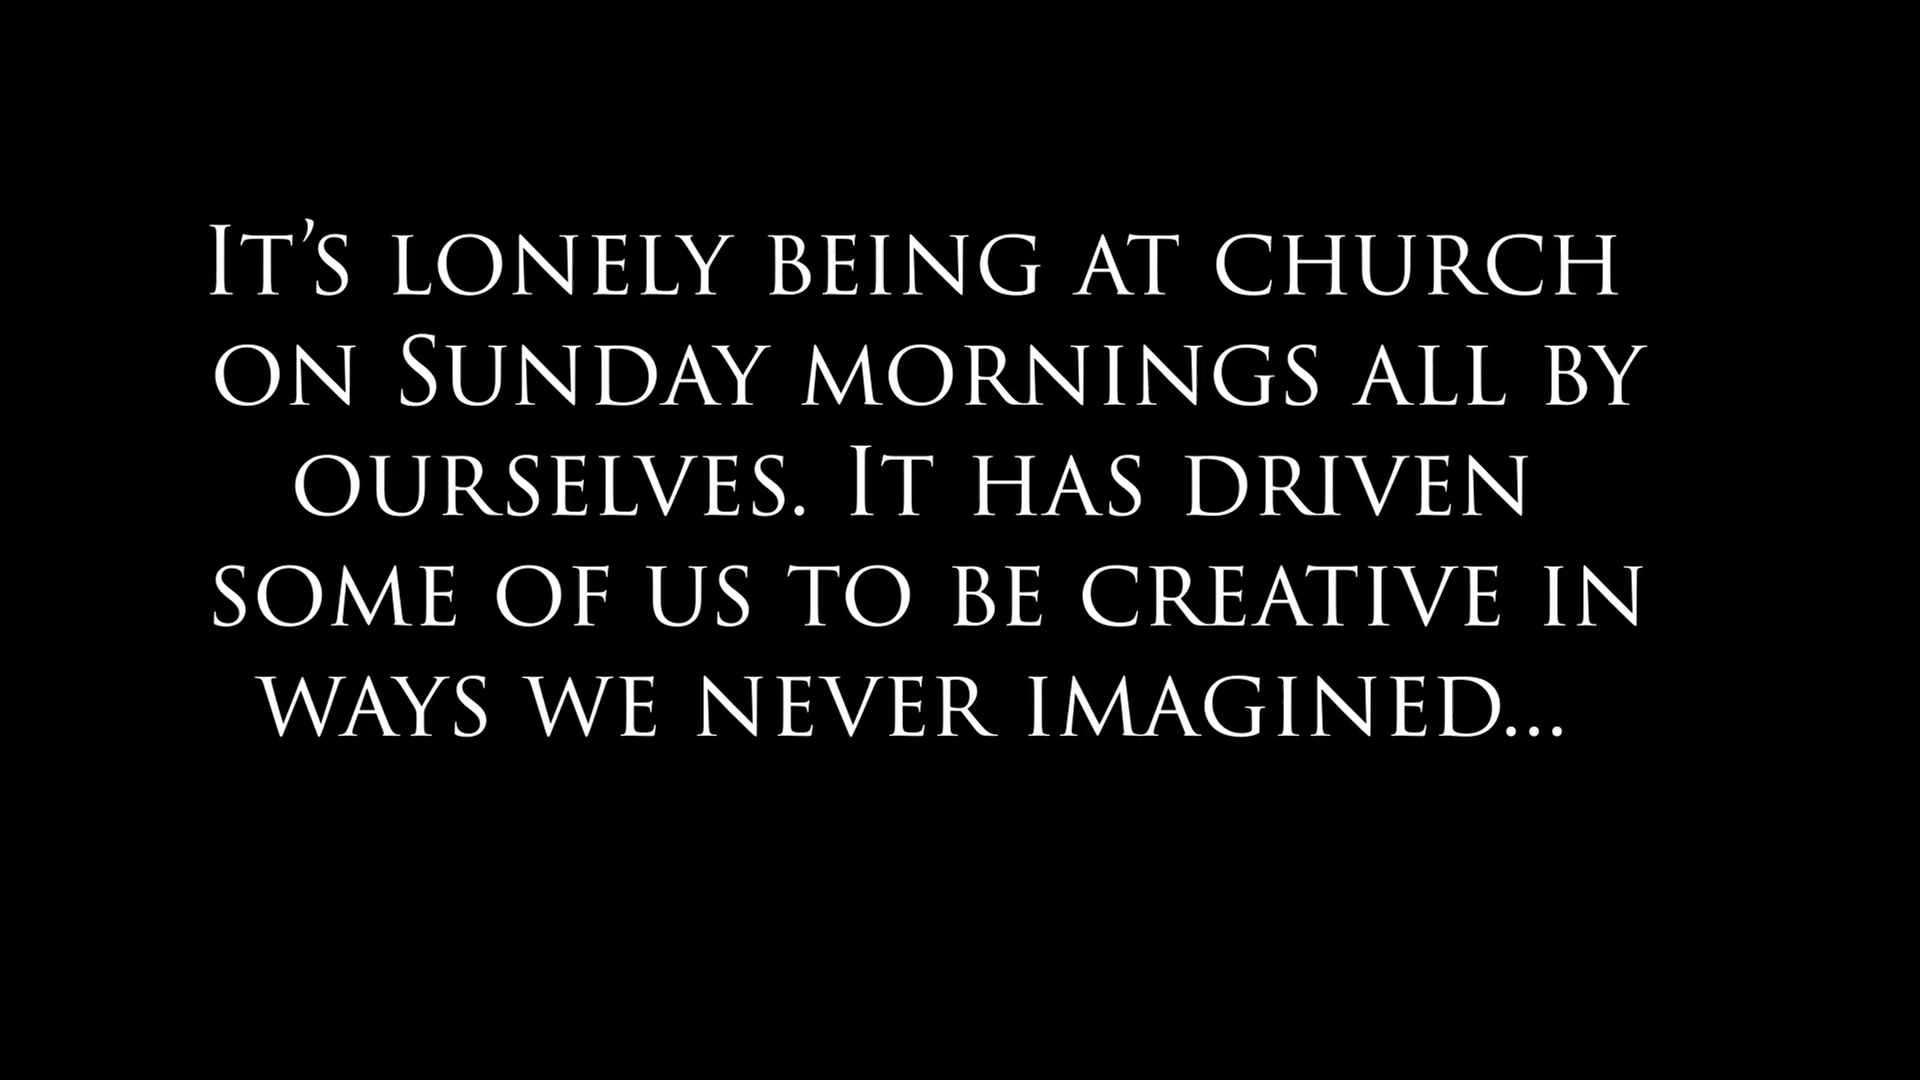 It's lonely being at church
on Sunday mornings all by
ourselves. It has driven
some of us to be creative in
ways we never imagined...